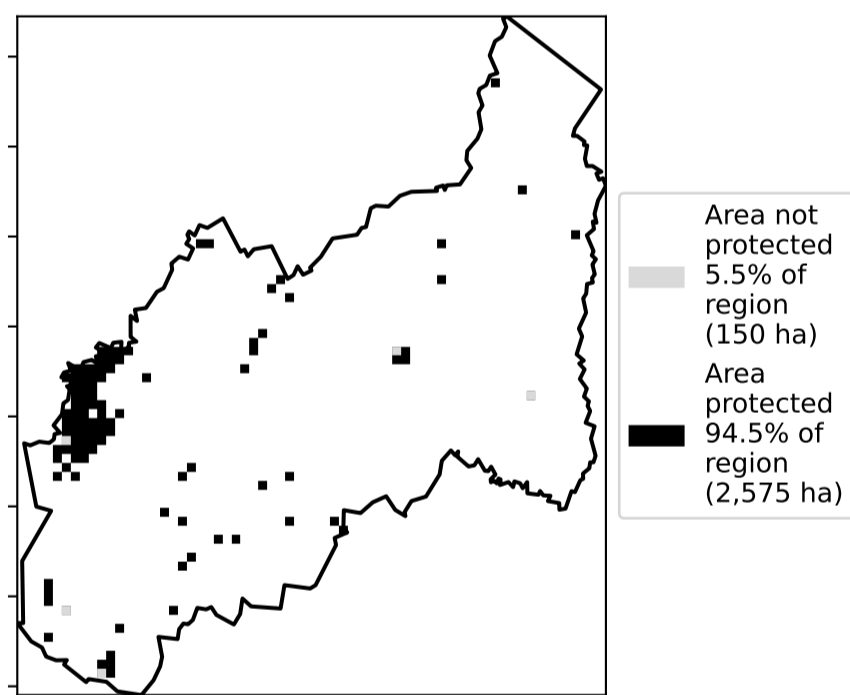 Area not
protected
5.5% of
region
(150 ha)
Area
protected
94.5% of
region
(2,575 ha)